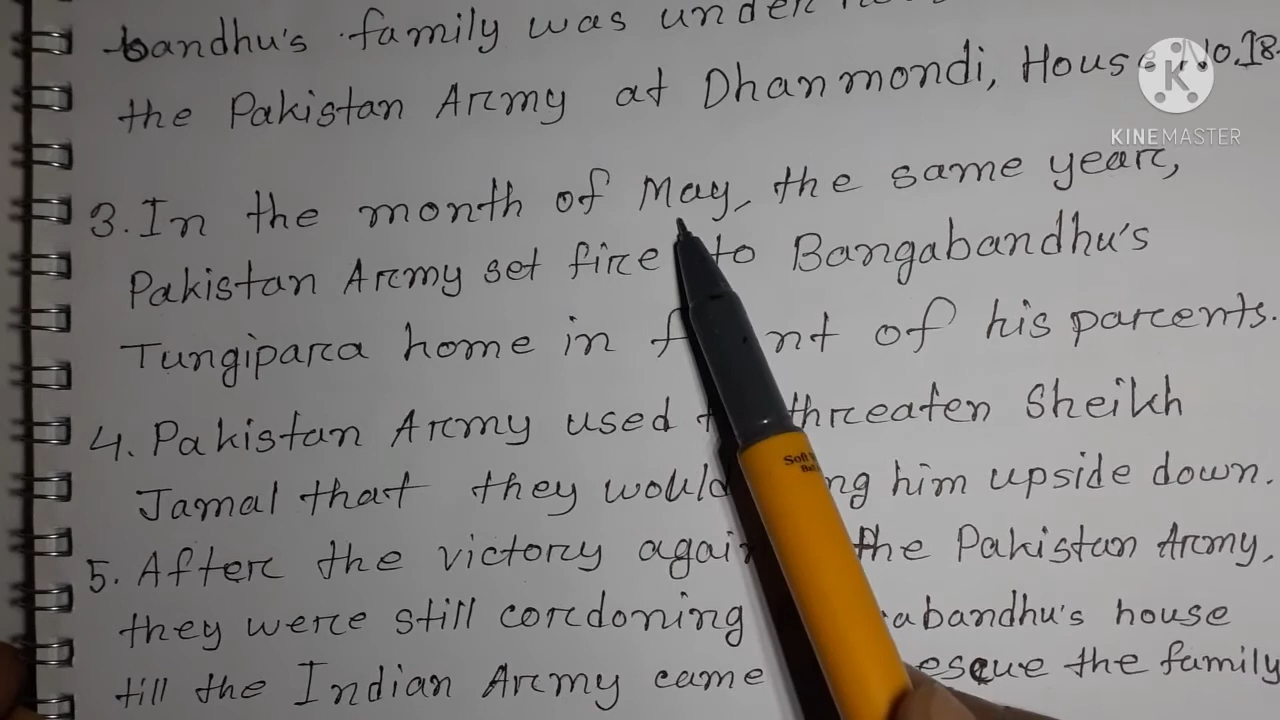 bandhu's family was under
the Pakistan Army at Dhanmondi, House No. 18.
KINEMASTER
3. In the month of May, the same year,
Pakistan Army set fire to Bangabandhu's
Tungipara home in of his parents.
4. Pakistan Army used threaten Sheikh
Jamal that they would him upside down.
5. After the victory the Pakistan Army,
they were still cordoning house
till the Indian Army came the family
Soft